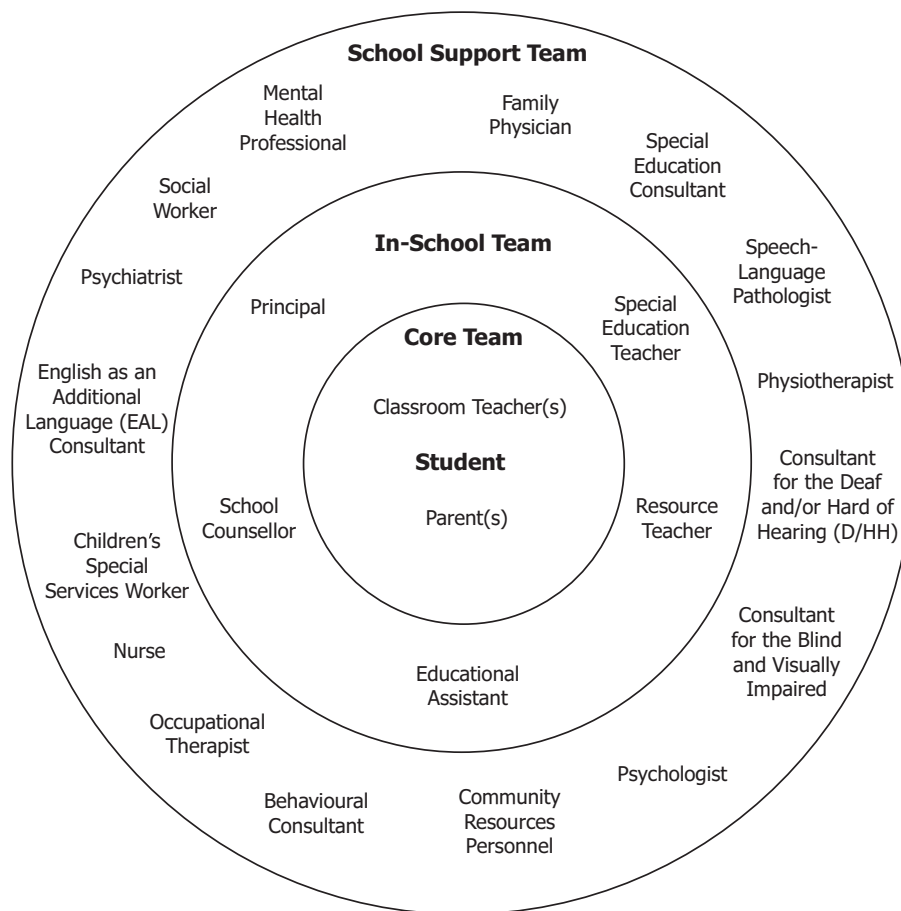 School Support Team
Mental
Health
Professional
Family
Physician
Special
Education
Consultant
Social
Worker
Speech-
Language
Pathologist
Psychiatrist
Physiotherapist
English as an
Additional
Language (EAL)
Consultant
Consultant
for the Deaf
and/or Hard of
Hearing (D/HH)
Children’s
Special
Services Worker
Consultant
for the Blind
and Visually
Impaired
Nurse
Occupational
Therapist
Psychologist
Behavioural
Consultant
Community
Resources
Personnel
In-School Team
Principal
Special
Education
Teacher
School
Counsellor
Resource
Teacher
Educational
Assistant
Core Team
Classroom Teacher(s)
Student
Parent(s)